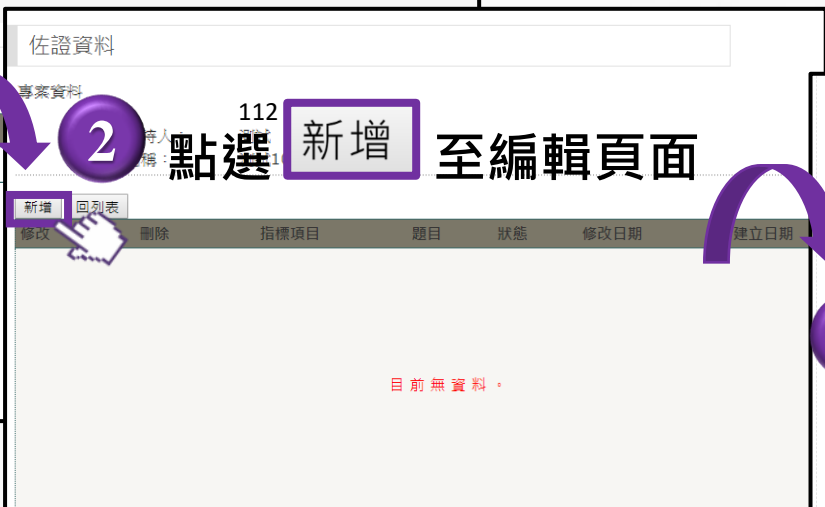 佐證資料
專案資料
112
2 點選 新增 至編輯頁面
新增 回列表
修改 刪除 指標項目 題目 狀態 修改日期 建立日期
目前無資料。